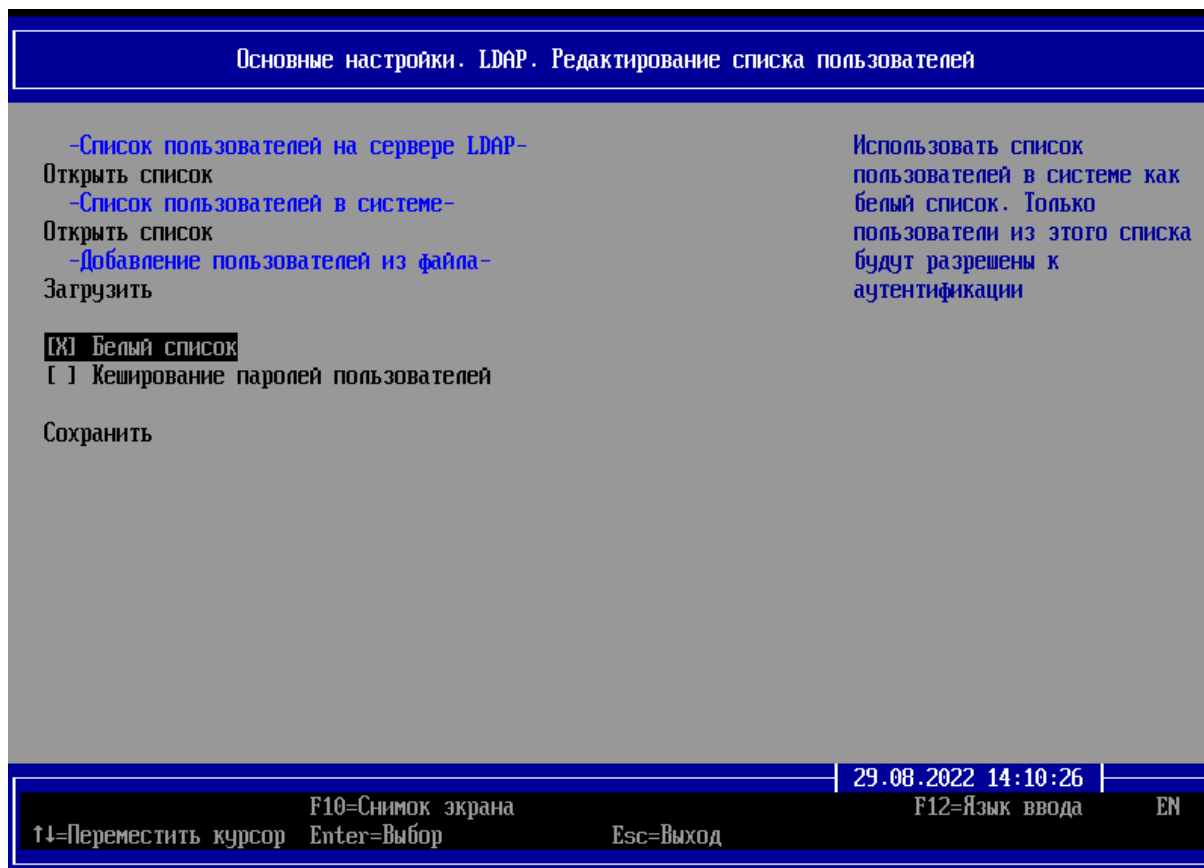 Основные настройки. LDAP. Редактирование списка пользователей
-Список пользователей на сервере LDAP-
Открыть список
-Список пользователей в системе-
Открыть список
-Добавление пользователей из файла-
Загрузить
[X] Белый список
[ ] Кеширование паролей пользователей
Сохранить
Использовать список
пользователей в системе как
белый список. Только
пользователи из этого списка
будут разрешены к
аутентификации
29.08.2022 14:10:26
F10=Снимок экрана F12=Язык ввода EN
↑↓=Переместить курсор Enter=Выбор Esc=Выход